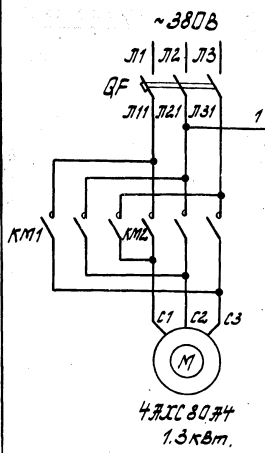 ~380В
Л1 Л2 Л3
QF
Л11 Л21 Л31
1
КМ1 КМ2
С1 С2 С3
М
4АХС80А4
1.3кВт.